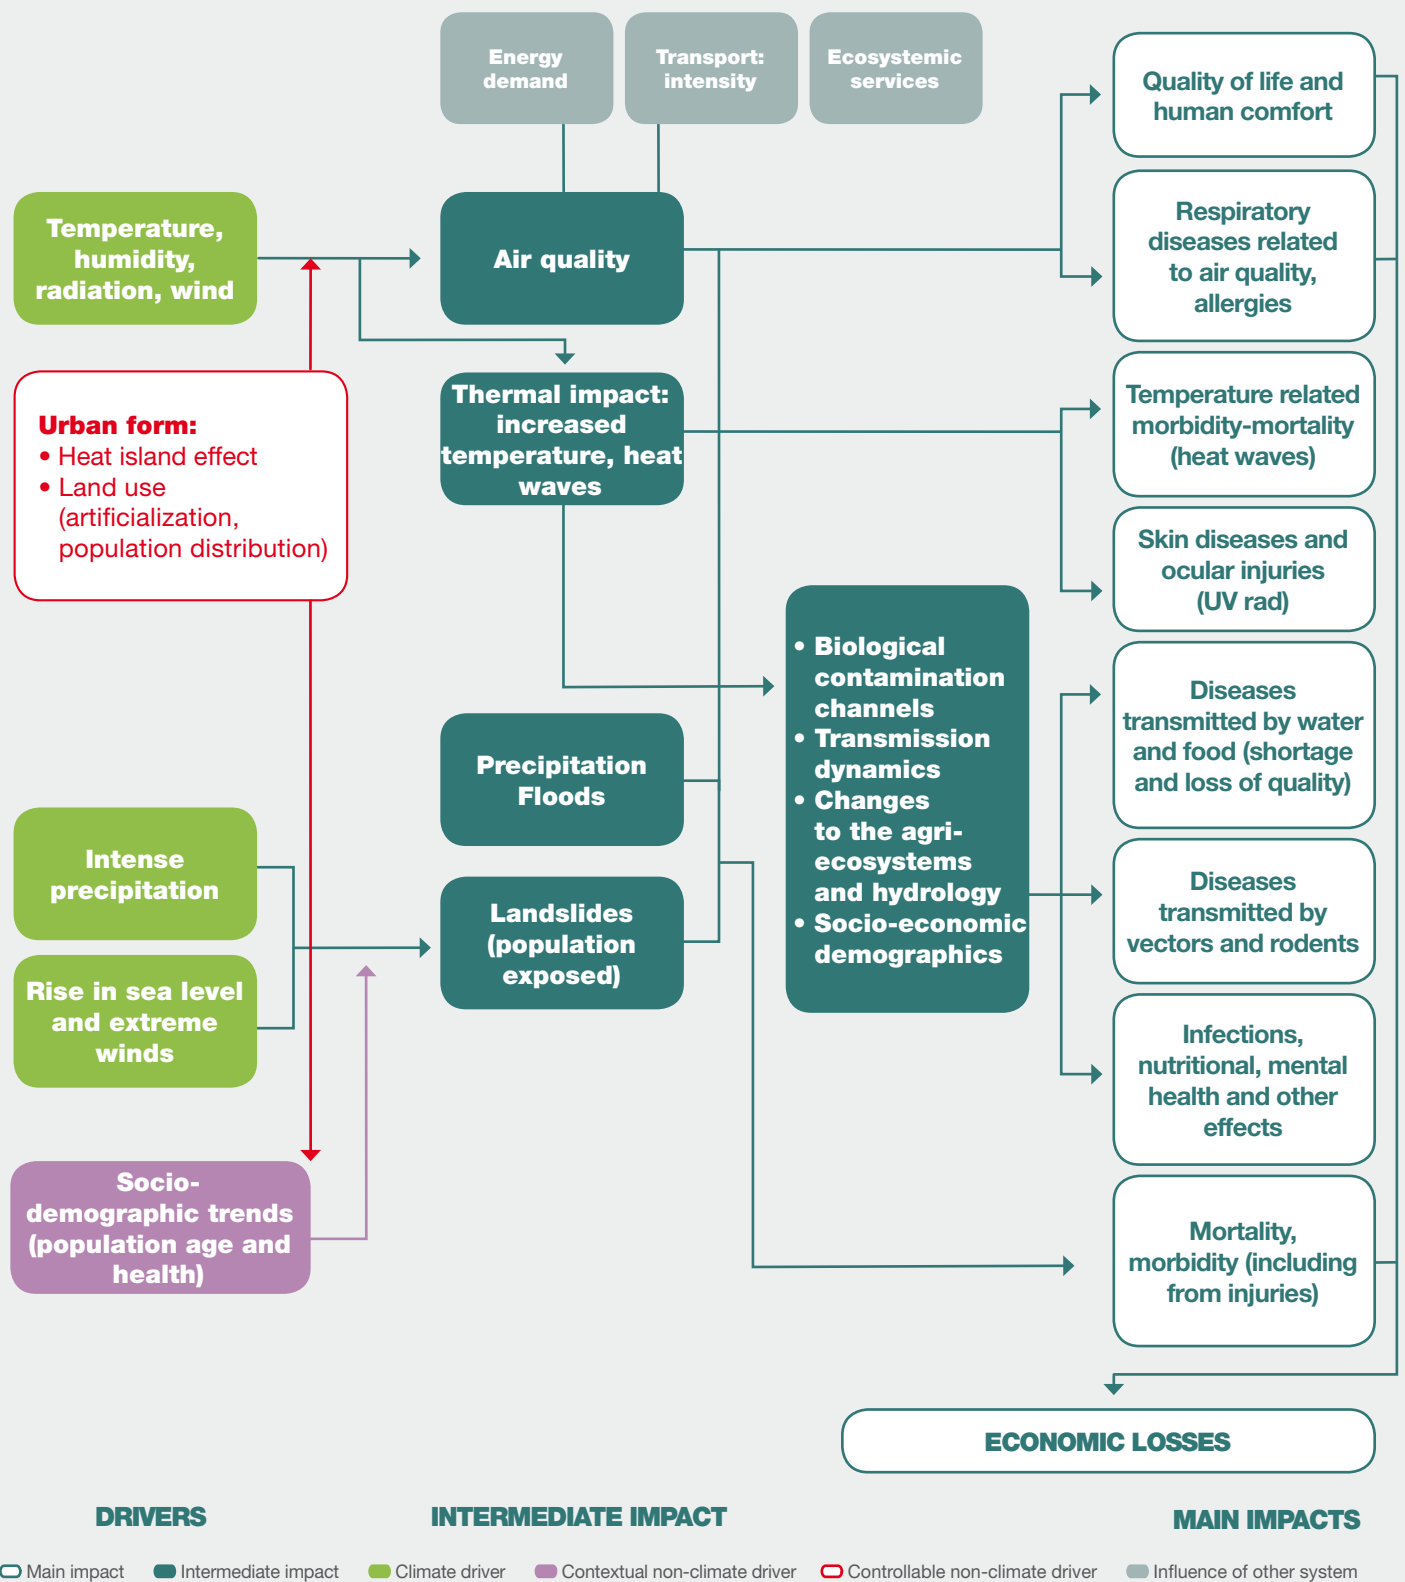 Energy
demand
Transport:
intensity
Ecosystemic
services
Quality of life and
human comfort
Temperature,
humidity,
radiation, wind
Air quality
Respiratory
diseases related
to air quality,
allergies
Urban form:
• Heat island effect
• Land use
(artificialization,
population distribution)
Thermal impact:
increased
temperature, heat
waves
Temperature related
morbidity-mortality
(heat waves)
Skin diseases and
ocular injuries
(UV rad)
• Biological
contamination
channels
• Transmission
dynamics
• Changes
to the agri-
ecosystems
and hydrology
• Socio-economic
demographics
Diseases
transmitted by water
and food (shortage
and loss of quality)
Precipitation
Floods
Intense
precipitation
Landslides
(population
exposed)
Diseases
transmitted by
vectors and rodents
Rise in sea level
and extreme
winds
Infections,
nutritional, mental
health and other
effects
Socio-
demographic trends
(population age and
health)
Mortality,
morbidity (including
from injuries)
ECONOMIC LOSSES
DRIVERS
INTERMEDIATE IMPACT
MAIN IMPACTS
Main impact
Intermediate impact
Climate driver
Contextual non-climate driver
Controllable non-climate driver
Influence of other system